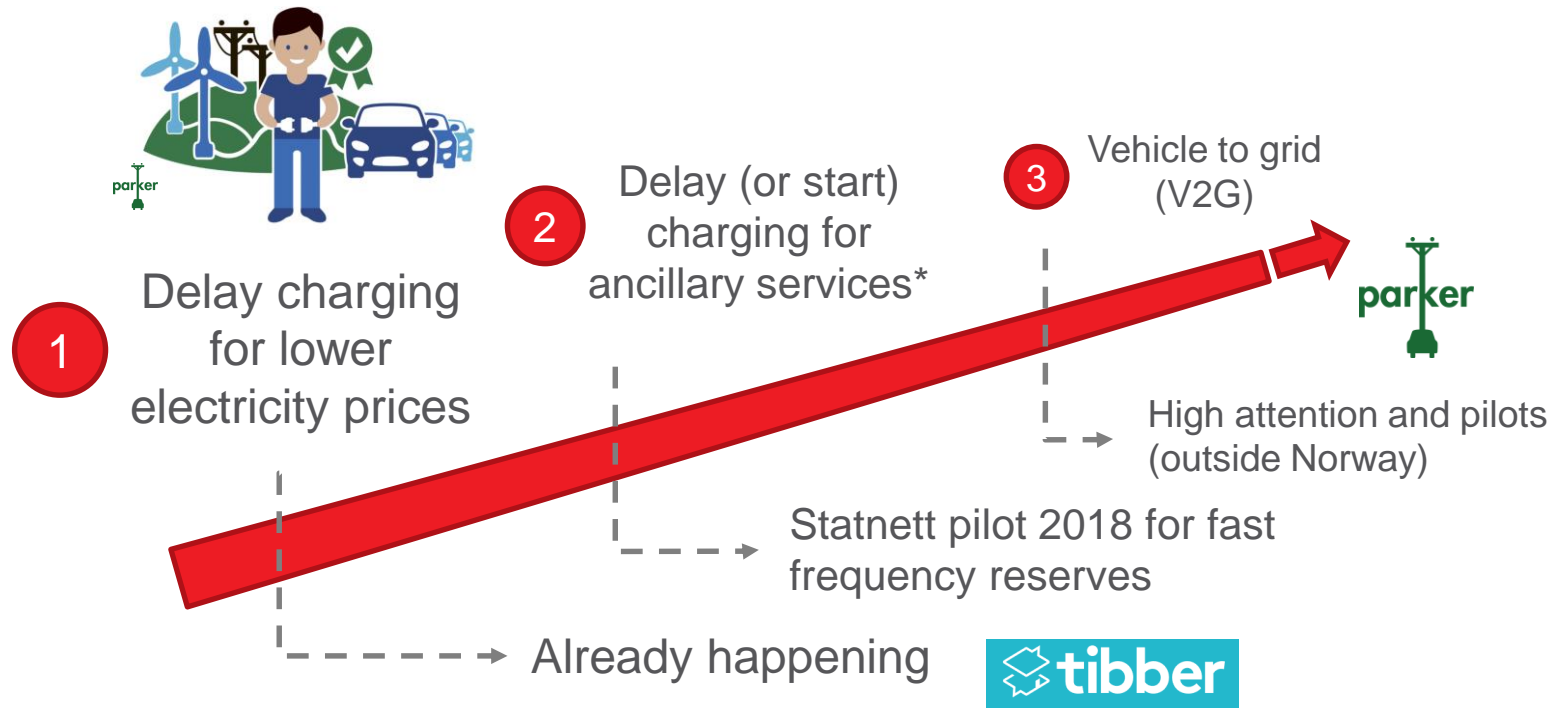 parker
1
Delay charging
for lower
electricity prices
2
Delay (or start)
charging for
ancillary services*
3
Vehicle to grid
(V2G)
parker
High attention and pilots
(outside Norway)
Statnett pilot 2018 for fast
frequency reserves
Already happening
tibber